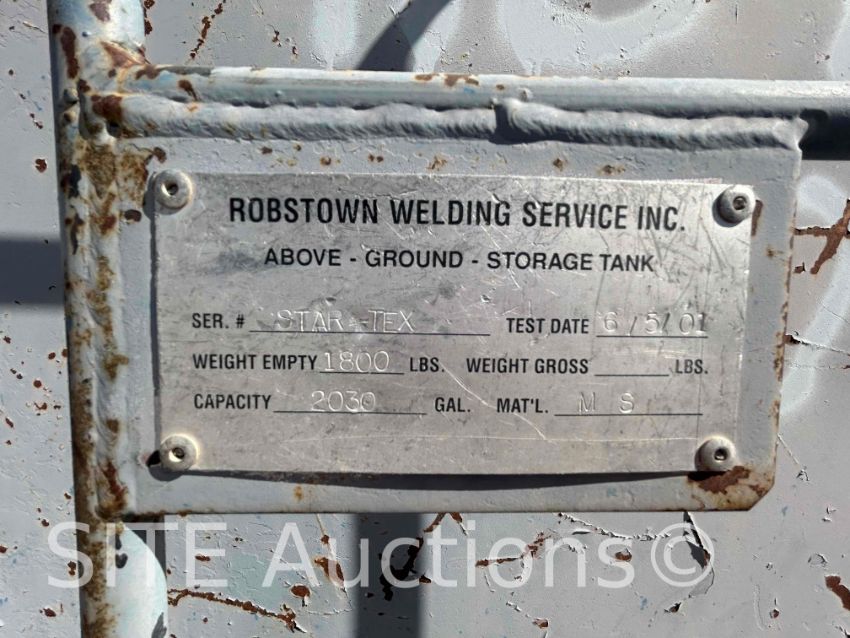 ROBSTOWN WELDING SERVICE INC.
ABOVE - GROUND - STORAGE TANK
SER. # STAR-TEX TEST DATE 6/5/01
WEIGHT EMPTY 1800 LBS. WEIGHT GROSS LBS.
CAPACITY 2030 GAL. MAT'L. M S
SITE Auctions©